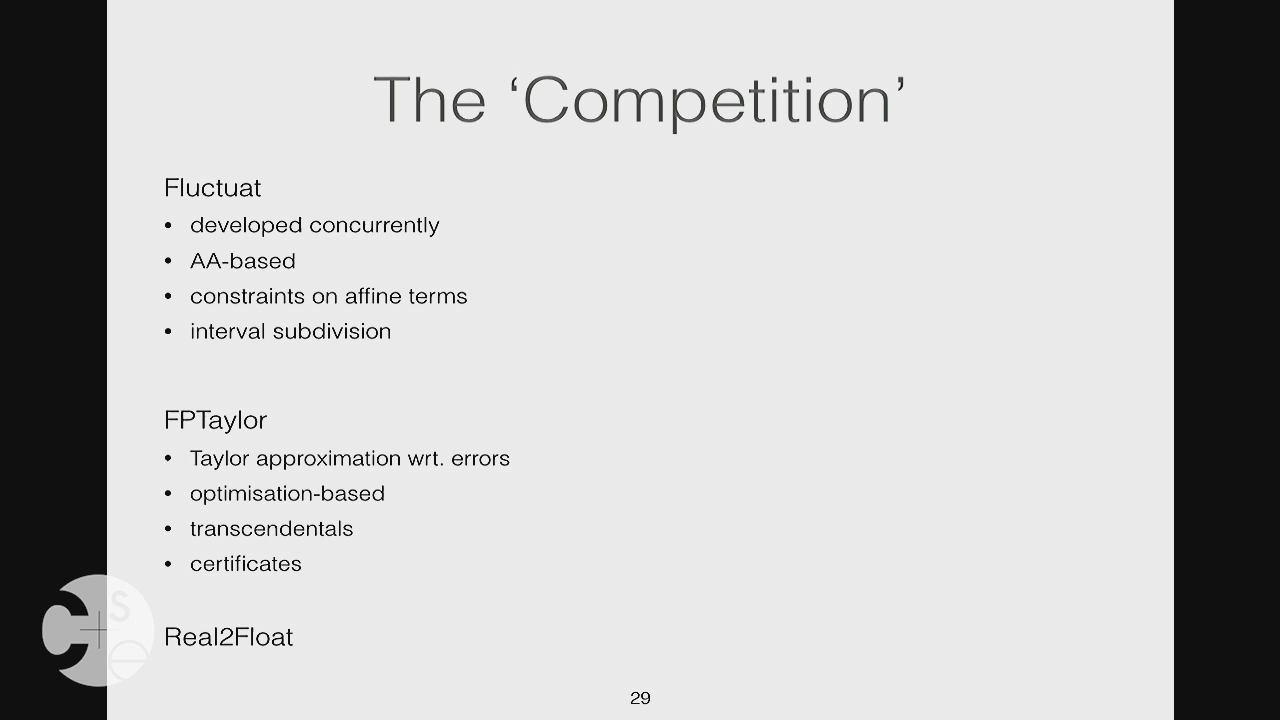 The ‘Competition’
Fluctuat
• developed concurrently
• AA-based
• constraints on affine terms
• interval subdivision
FPTaylor
• Taylor approximation wrt. errors
• optimisation-based
• transcendentals
• certificates
Real2Float
29
C+
s
e